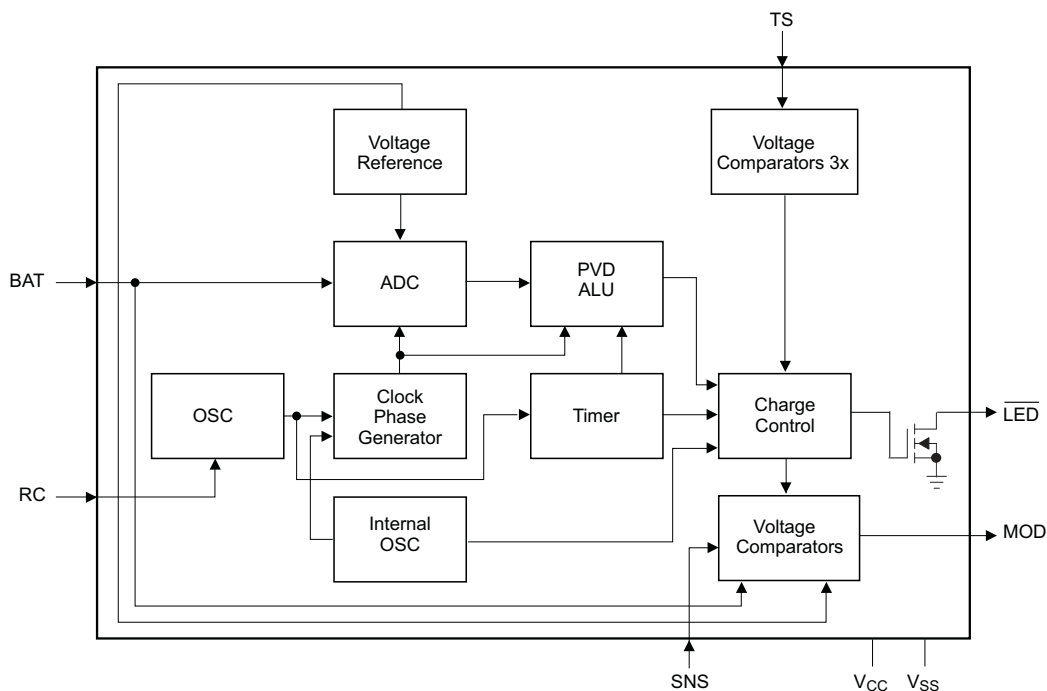 TS
Voltage
Reference
Voltage
Comparators 3x
BAT
ADC
PVD
ALU
OSC
Clock
Phase
Generator
Timer
Charge
Control
LED
RC
Internal
OSC
Voltage
Comparators
MOD
SNS
VCC
VSS